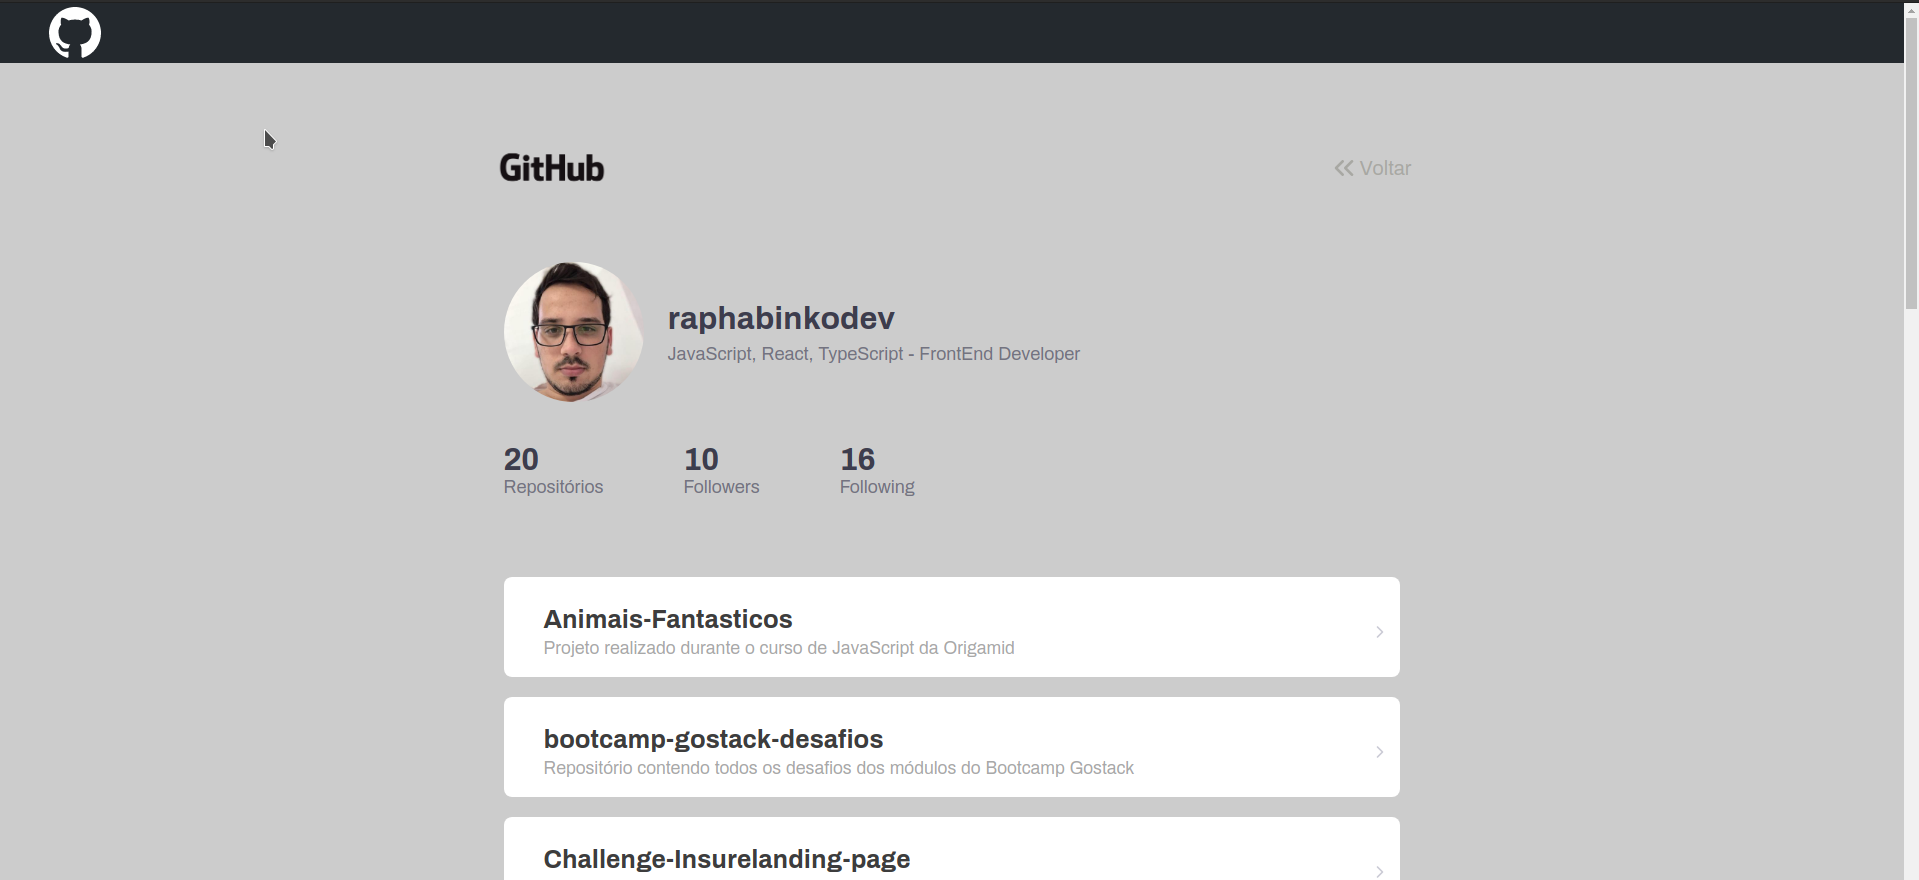 GitHub
Voltar
raphabinkodev
JavaScript, React, TypeScript - FrontEnd Developer
20
Repositórios
10
Followers
16
Following
Animais-Fantasticos
Projeto realizado durante o curso de JavaScript da Origamid
bootcamp-gostack-desafios
Repositório contendo todos os desafios dos módulos do Bootcamp Gostack
Challenge-Insurelanding-page